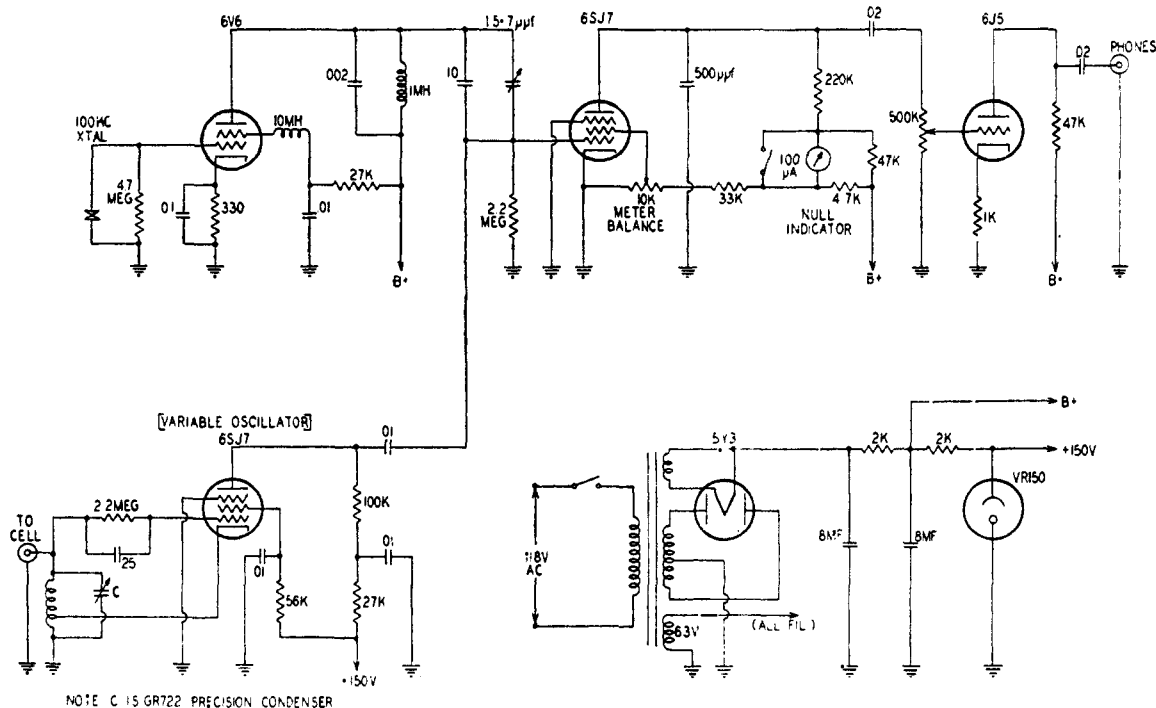 6V6
15-7µµf
6SJ7
02
6J5
PHONES
02
002
1MH
10
500µµf
220K
100KC
XTAL
10MH
500K
47K
47
MEG
01
330
01
27K
2.2
MEG
100
µA
47K
10K
METER
BALANCE
33K
4.7K
NULL
INDICATOR
1K
B+
B+
B+
[VARIABLE OSCILLATOR]
6SJ7
01
B+
5Y3
2K
2K
+150V
2 2MEG
100K
VR150
TO
CELL
25
118V
AC
8MF
8MF
C
01
56K
01
27K
6.3V
(ALL FIL)
+150V
NOTE C IS GR722 PRECISION CONDENSER